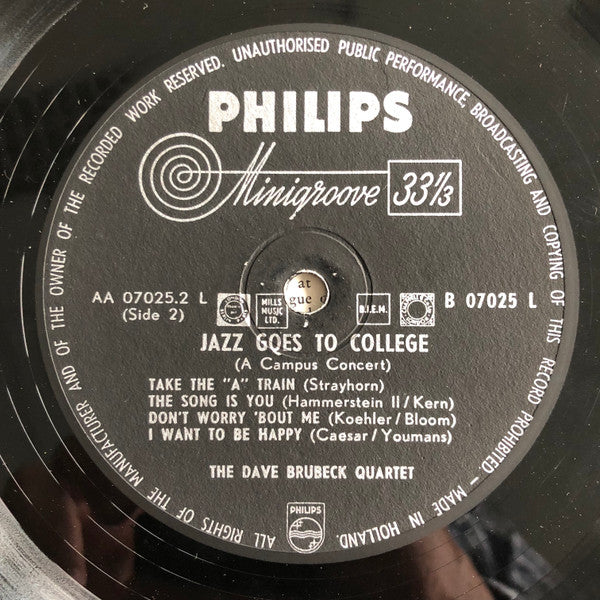 ALL RIGHTS OF THE MANUFACTURER AND OF THE OWNER OF THE RECORDED WORK RESERVED. UNAUTHORISED PUBLIC PERFORMANCE, BROADCASTING AND COPYING OF THIS RECORD PROHIBITED – MADE IN HOLLAND.
PHILIPS
Minigroove 33⅓
at
gue
AA 07025.2 L MILLS MUSIC LTD. B.I.E.M. B 07025 L
(Side 2)
JAZZ GOES TO COLLEGE
(A Campus Concert)
TAKE THE "A" TRAIN (Strayhorn)
THE SONG IS YOU (Hammerstein II/Kern)
DON'T WORRY 'BOUT ME (Koehler/Bloom)
I WANT TO BE HAPPY (Caesar/Youmans)
THE DAVE BRUBECK QUARTET
PHILIPS